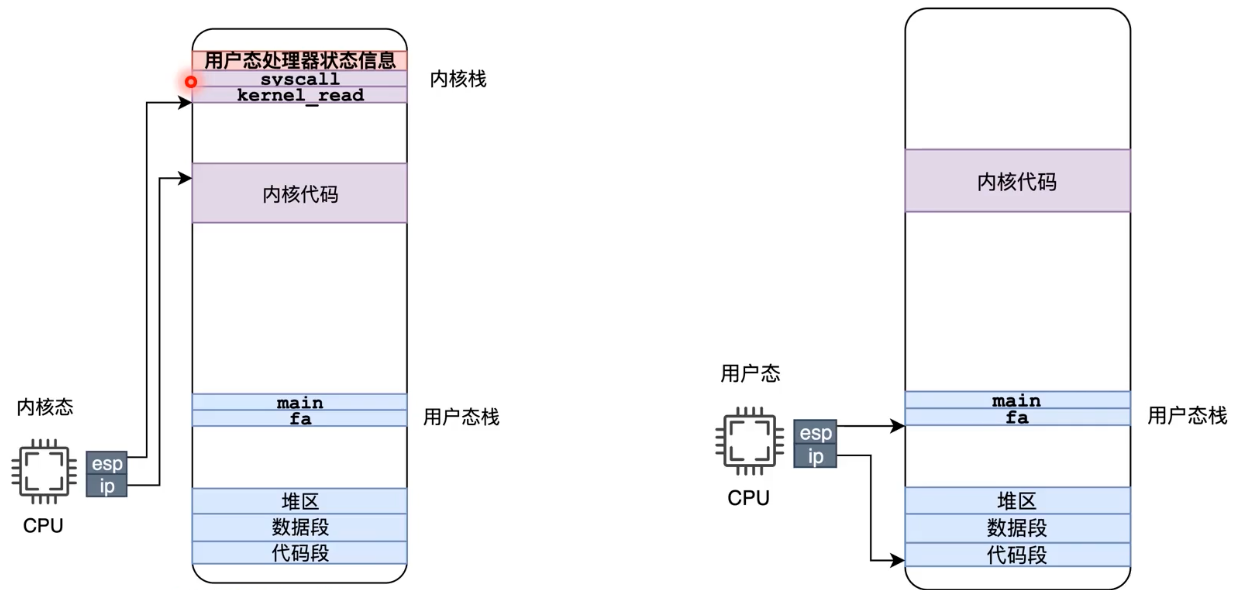 用户态处理器状态信息
syscall
kernel_read
内核栈
内核代码
内核态
main
fa
用户态栈
esp
ip
CPU
堆区
数据段
代码段
内核代码
用户态
main
fa
用户态栈
esp
ip
CPU
堆区
数据段
代码段